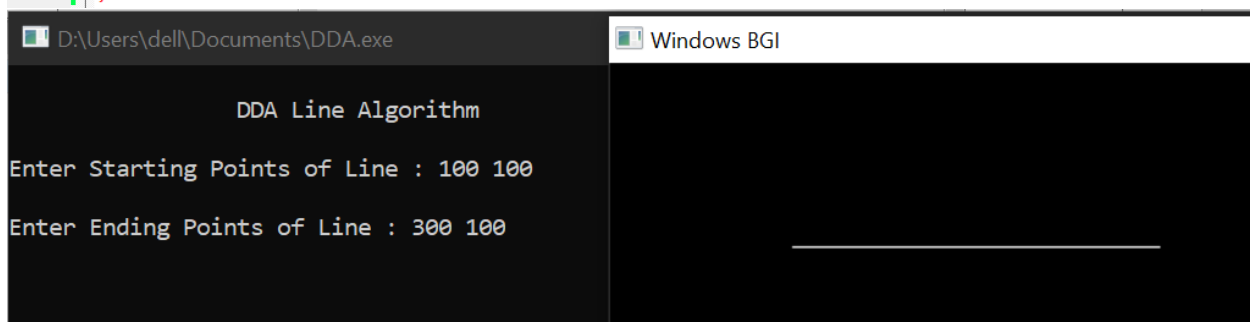 D:\Users\dell\Documents\DDA.exe
Windows BGI
DDA Line Algorithm
Enter Starting Points of Line : 100 100
Enter Ending Points of Line : 300 100